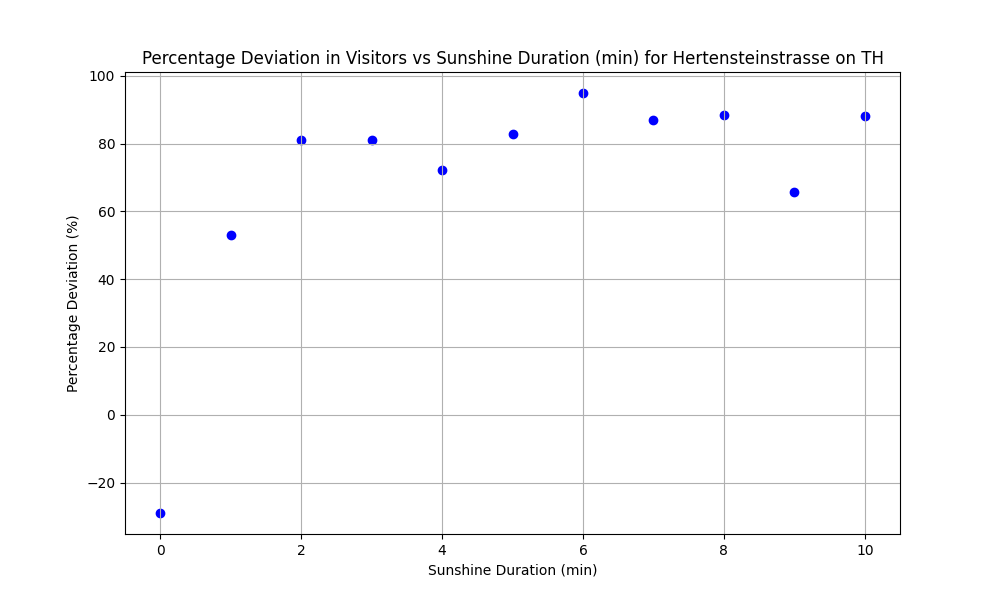 Percentage Deviation in Visitors vs Sunshine Duration (min) for Hertensteinstrasse on TH
100
80
60
40
20
0
−20
Percentage Deviation (%)
0 2 4 6 8 10
Sunshine Duration (min)